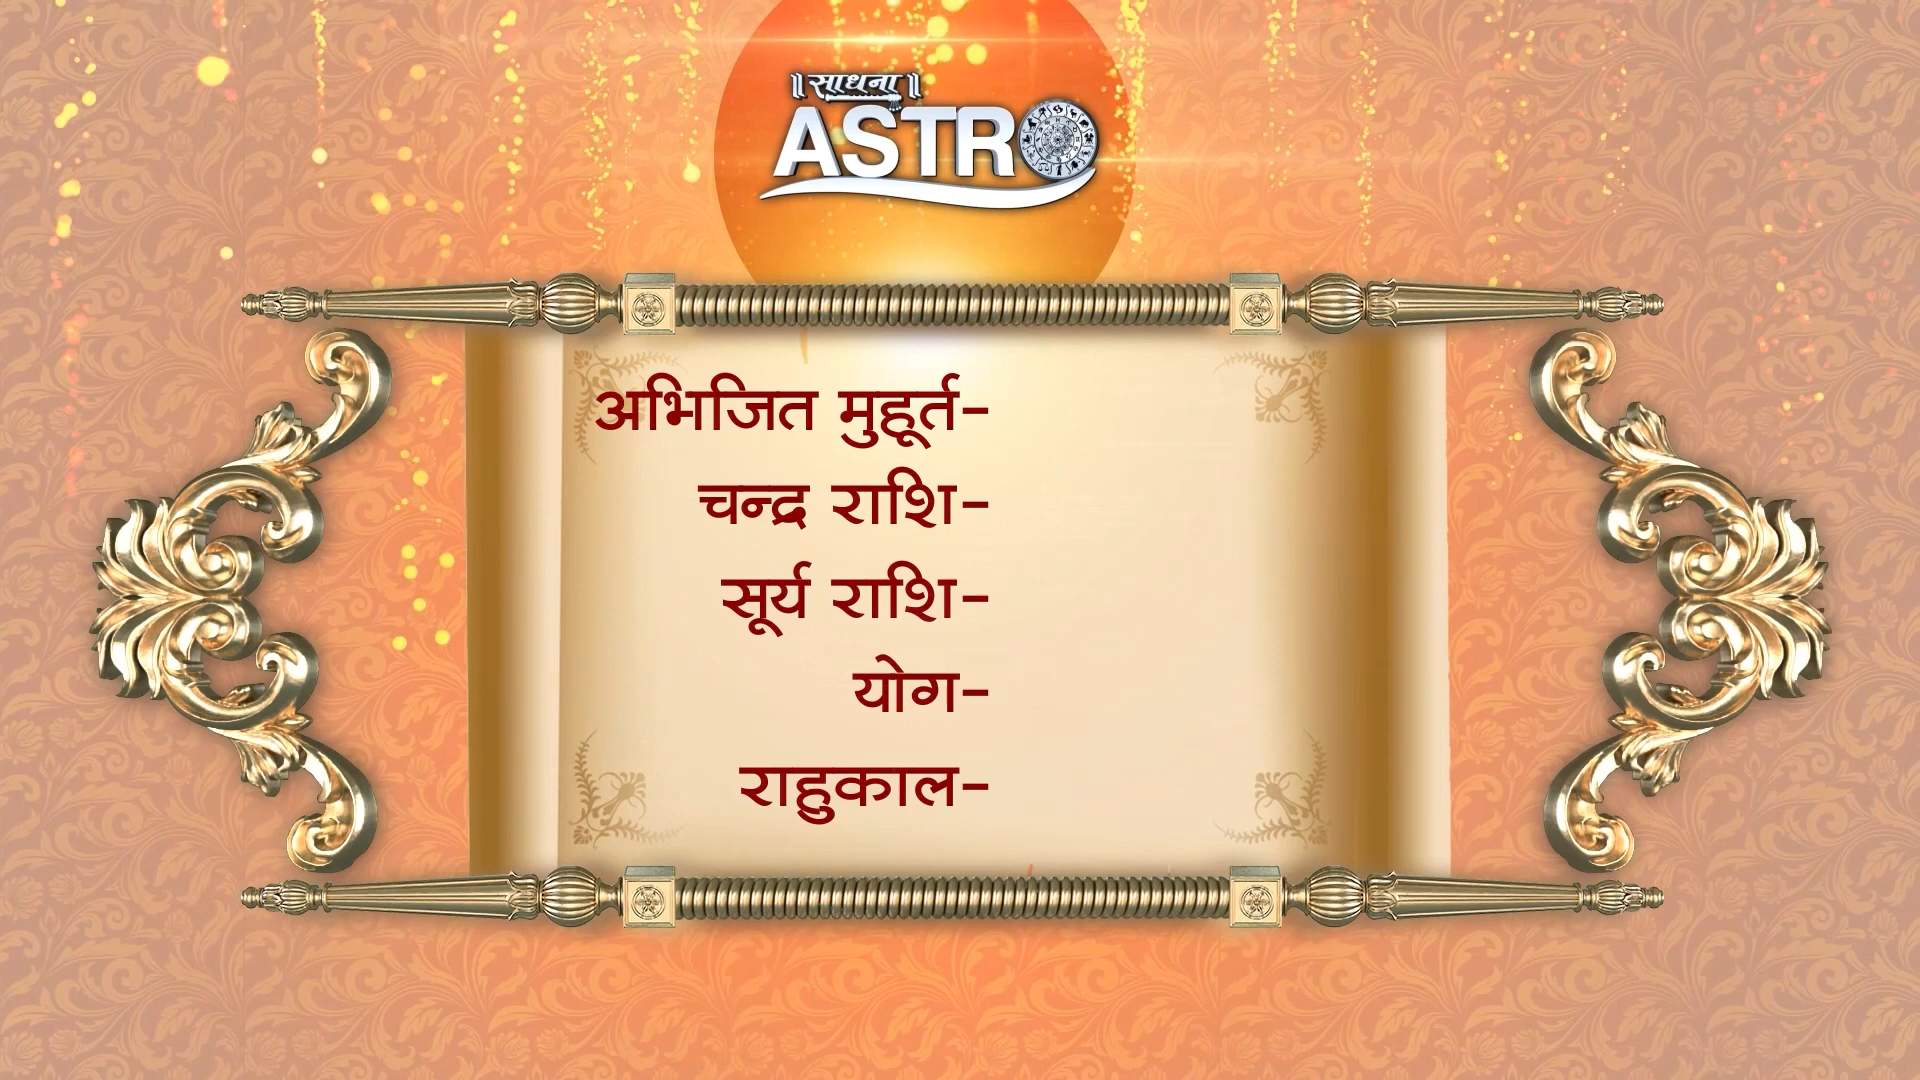 ॥ साधना ॥
ASTRO
अभिजित मुहूर्त-
चन्द्र राशि-
सूर्य राशि-
योग-
राहुकाल-